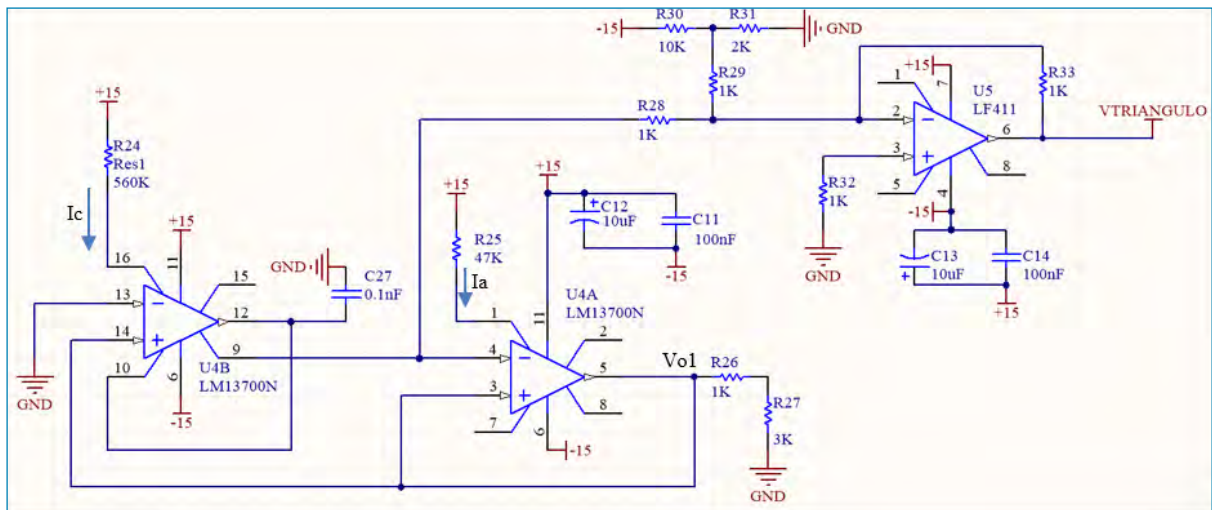 R30
R31
-15
GND
10K
2K
R29
1K
R28
1K
+15
1
7
U5
LF411
R33
1K
2
6
VTRIANGULO
3
8
5
4
R32
1K
GND
-15
C13
10uF
C14
100nF
+15
+15
R24
Res1
560K
Ic
16
+15
11
15
13
12
14
9
10
6
U4B
LM13700N
-15
GND
GND
C27
0.1nF
+15
R25
47K
Ia
+15
C12
10uF
C11
100nF
-15
U4A
LM13700N
1
11
2
4
5
3
8
7
6
-15
Vo1
R26
1K
R27
3K
GND